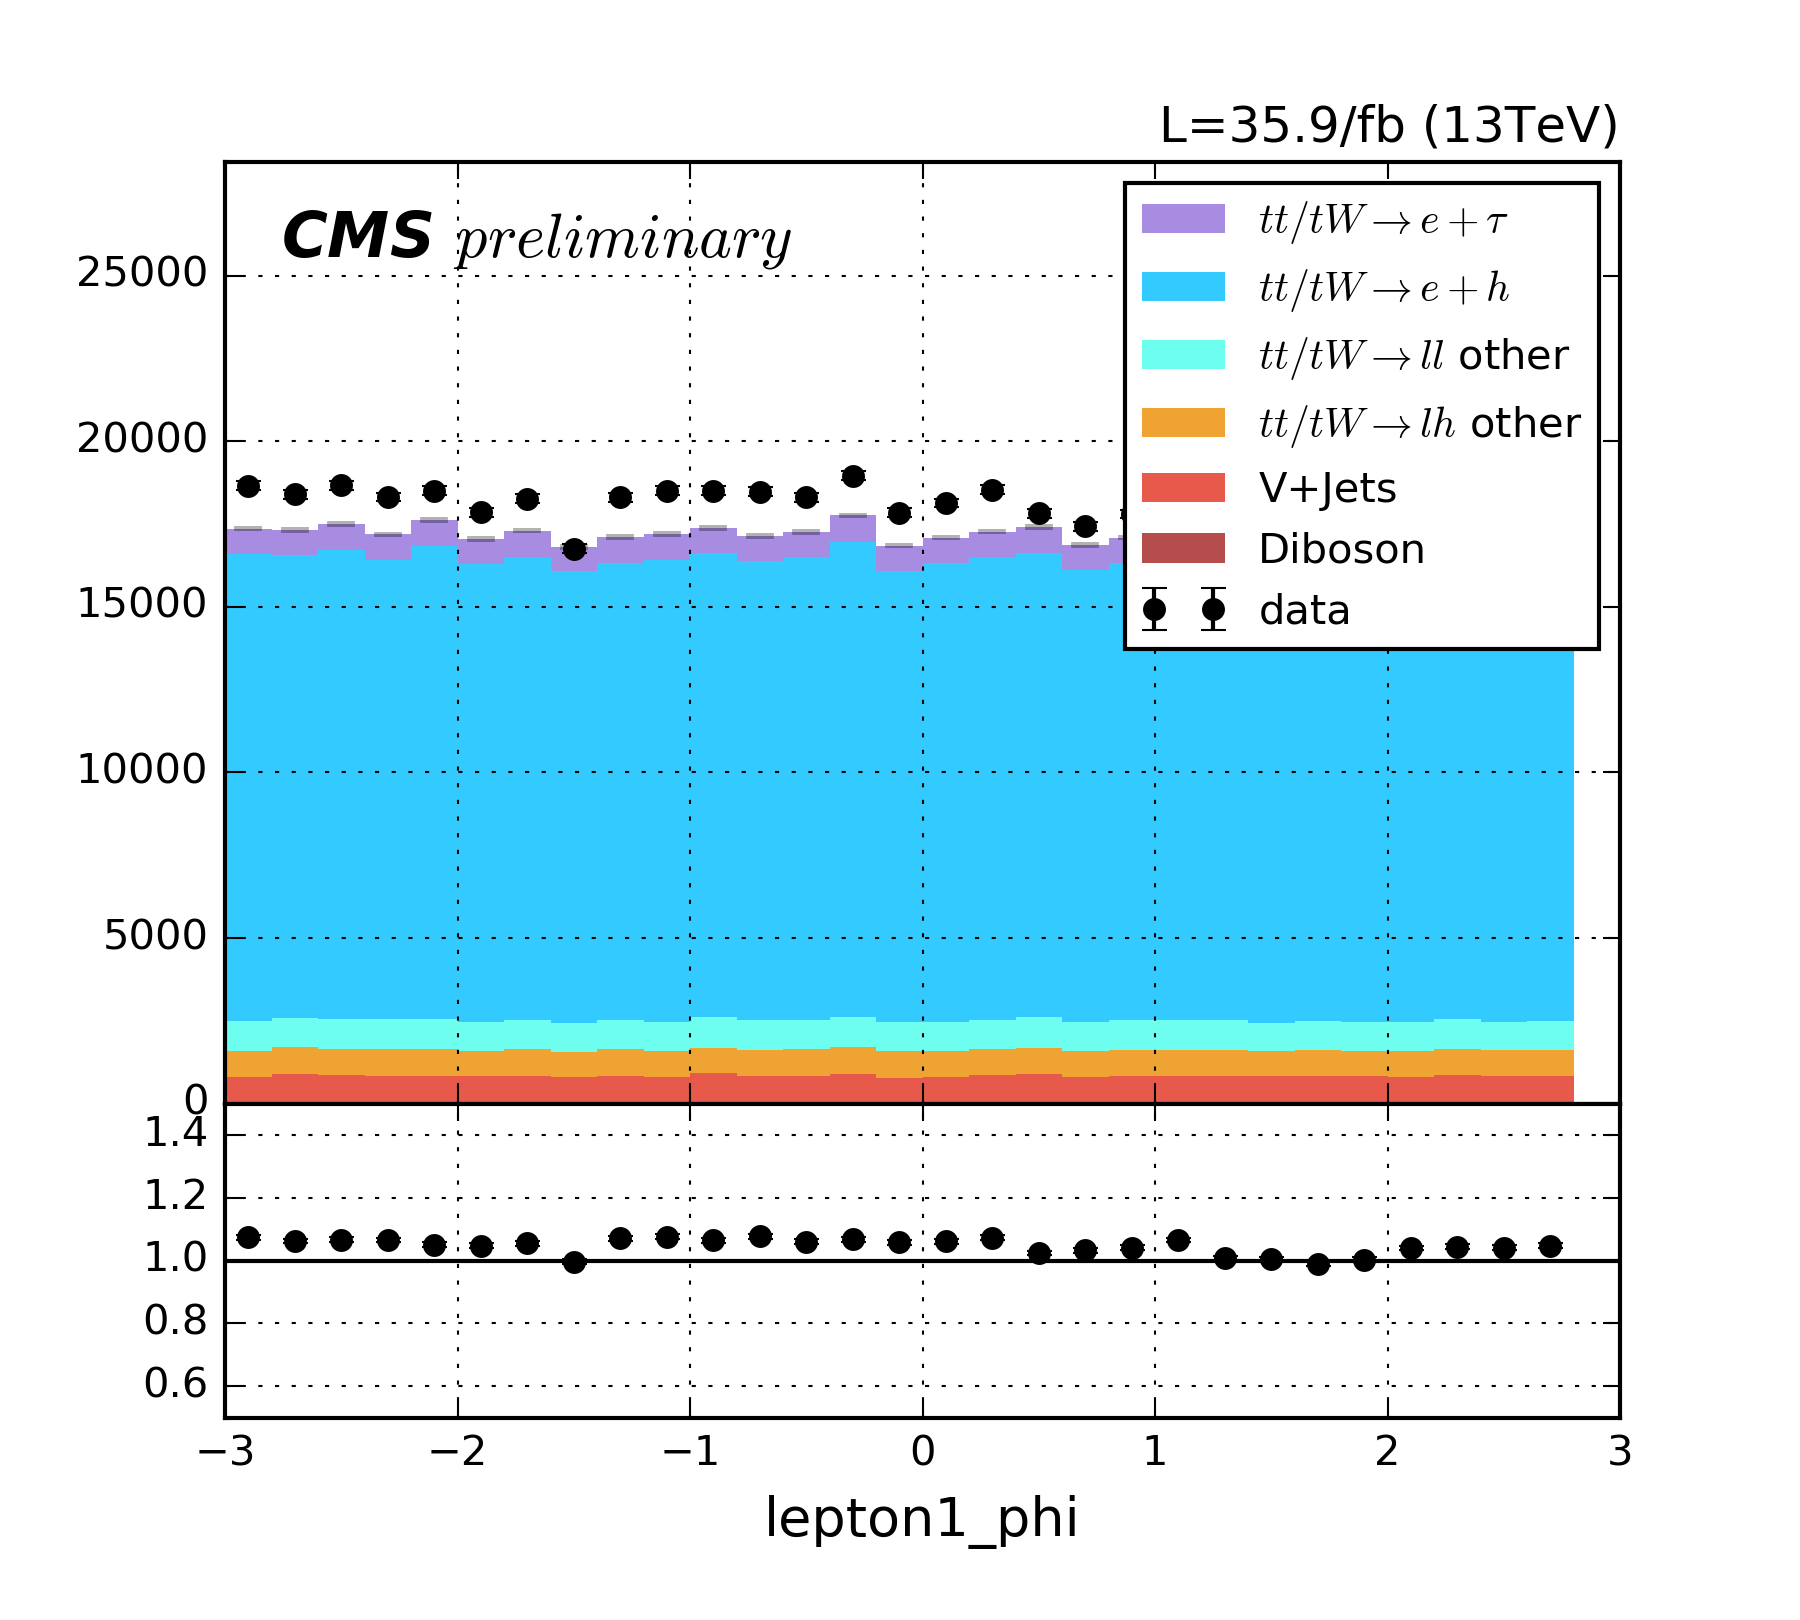 L=35.9/fb (13TeV)
CMS preliminary
tt/tW → e + τ
tt/tW → e + h
tt/tW → ll other
tt/tW → lh other
V+Jets
Diboson
data
25000
20000
15000
10000
5000
0
1.4
1.2
1.0
0.8
0.6
−3 −2 −1 0 1 2 3
lepton1_phi